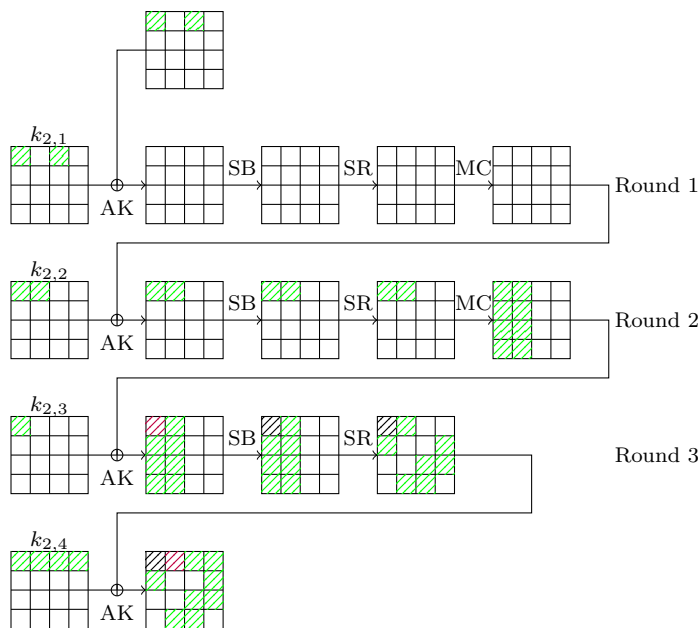 k2,1
SB SR MC
Round 1
AK
k2,2
SB SR MC
Round 2
AK
k2,3
SB SR
Round 3
AK
k2,4
AK